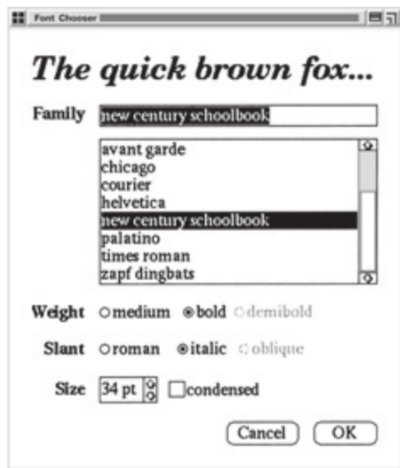 Font Chooser
The quick brown fox...
Family new century schoolbook
avant garde
chicago
courier
helvetica
new century schoolbook
palatino
times roman
zapf dingbats
Weight medium bold demibold
Slant roman italic oblique
Size 34 pt condensed
Cancel OK